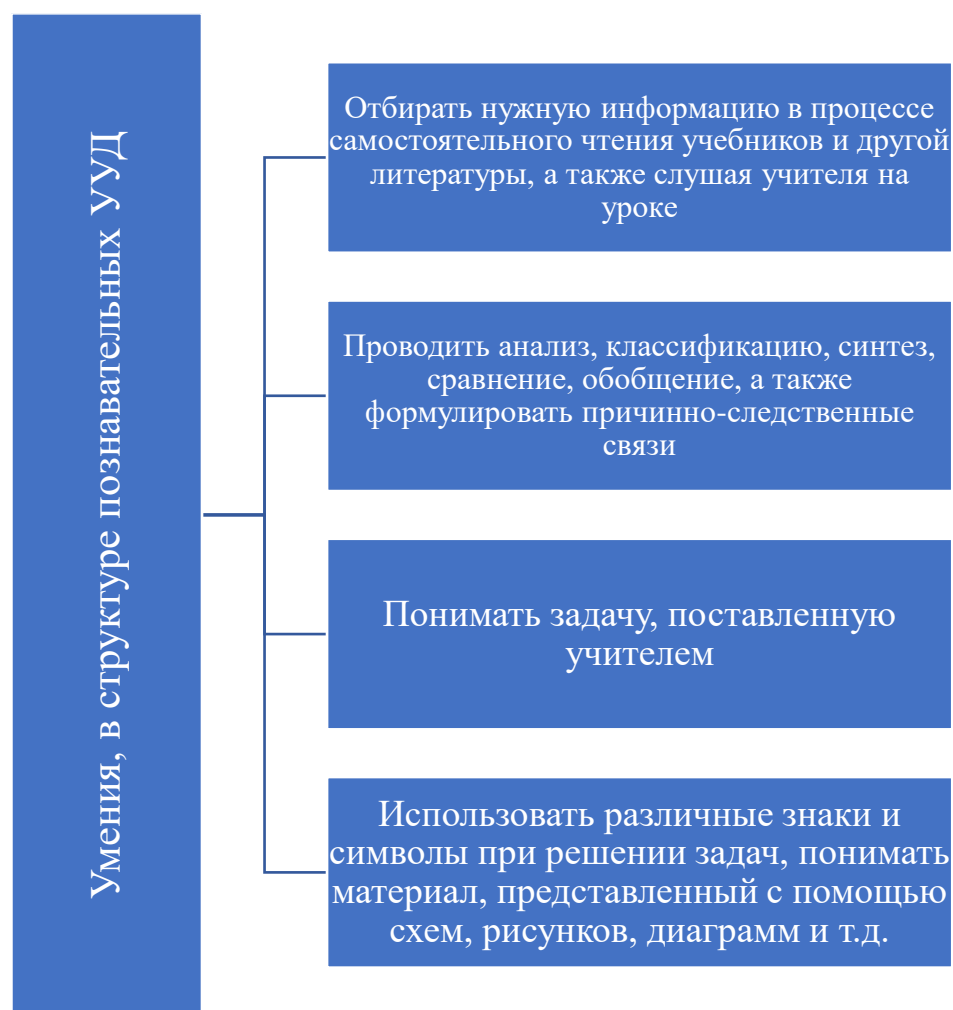 Умения, в структуре познавательных УУД
Отбирать нужную информацию в процессе
самостоятельного чтения учебников и другой
литературы, а также слушая учителя на
уроке
Проводить анализ, классификацию, синтез,
сравнение, обобщение, а также
формулировать причинно-следственные
связи
Понимать задачу, поставленную
учителем
Использовать различные знаки и
символы при решении задач, понимать
материал, представленный с помощью
схем, рисунков, диаграмм и т.д.